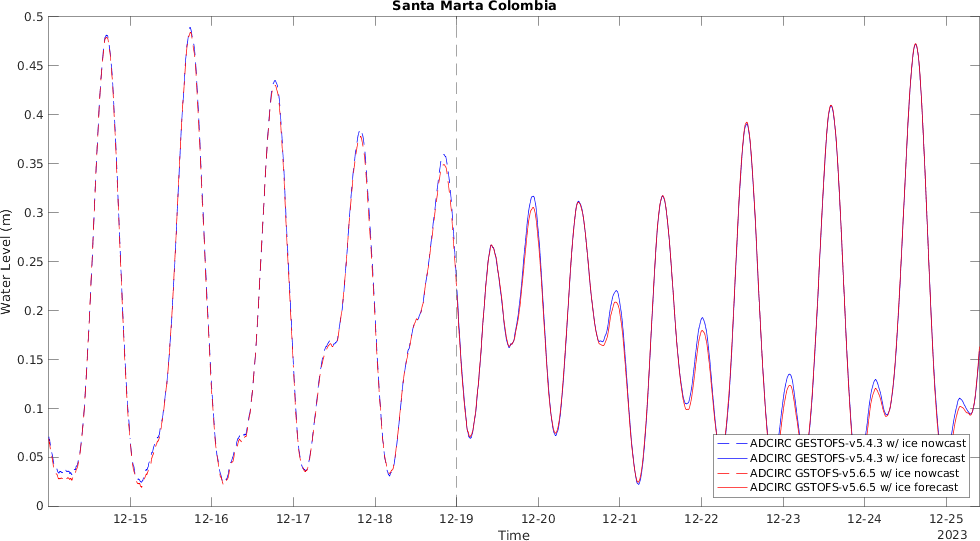 Santa Marta Colombia
0.5
0.45
0.4
0.35
0.3
0.25
0.2
0.15
0.1
0.05
0
Water Level (m)
ADCIRC GESTOFS-v5.4.3 w/ ice nowcast
ADCIRC GESTOFS-v5.4.3 w/ ice forecast
ADCIRC GSTOFS-v5.6.5 w/ ice nowcast
ADCIRC GSTOFS-v5.6.5 w/ ice forecast
12-15 12-16 12-17 12-18 12-19 12-20 12-21 12-22 12-23 12-24 12-25
Time 2023